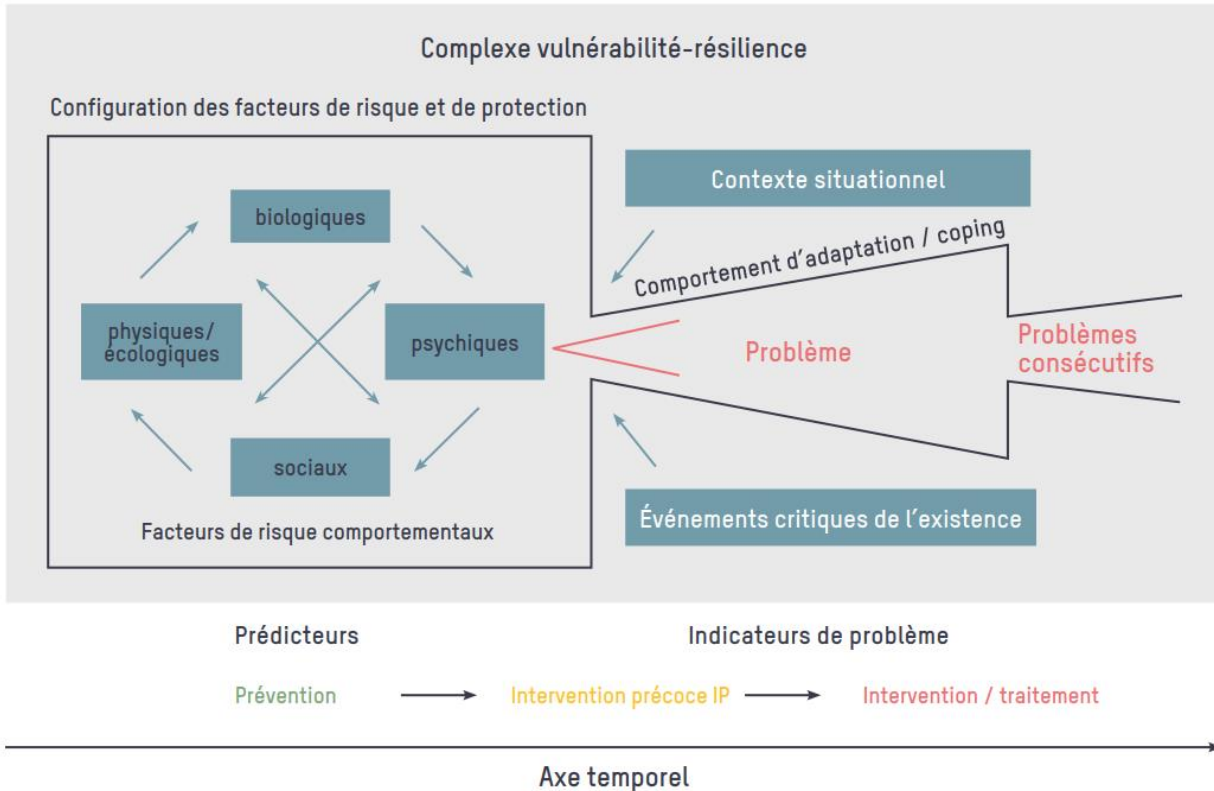 Complexe vulnérabilité-résilience
Configuration des facteurs de risque et de protection
biologiques
physiques/
écologiques
psychiques
sociaux
Facteurs de risque comportementaux
Contexte situationnel
Comportement d'adaptation / coping
Problème
Problèmes
consécutifs
Événements critiques de l'existence
Prédicteurs
Indicateurs de problème
Prévention
Intervention précoce IP
Intervention / traitement
Axe temporel